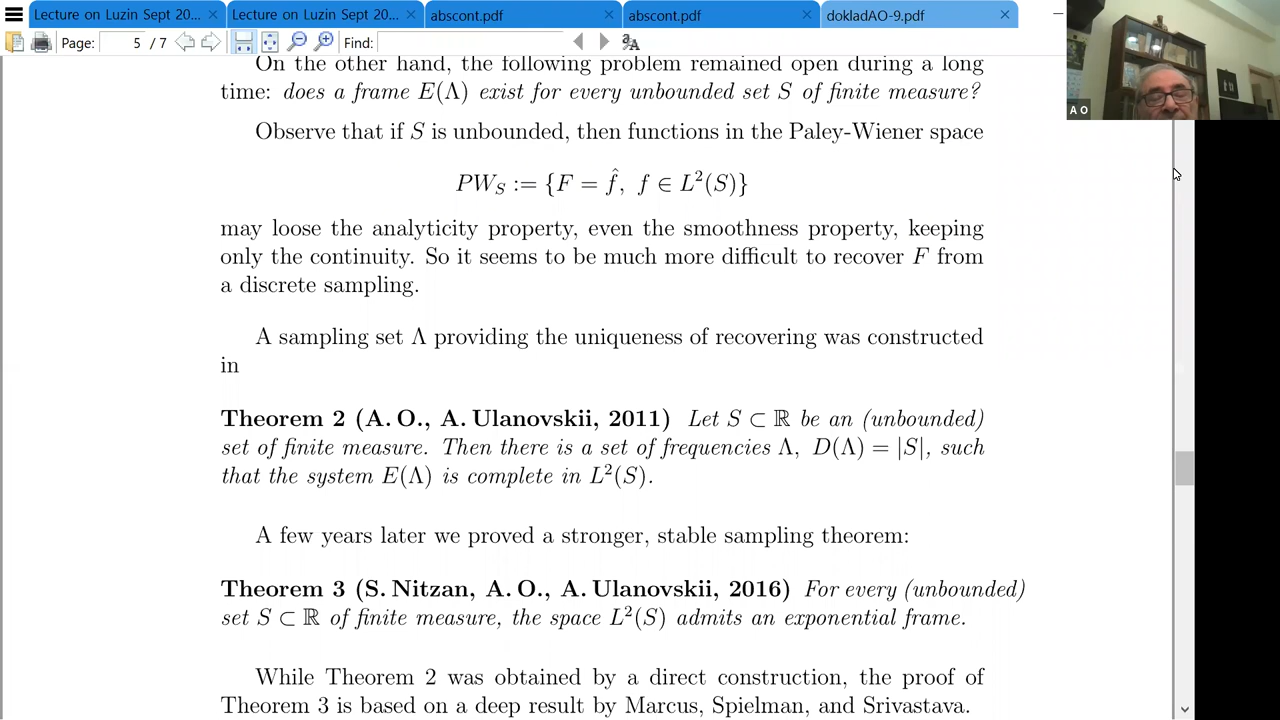 Lecture on Luzin Sept 20...
Lecture on Luzin Sept 20...
abscont.pdf
abscont.pdf
dokladAO-9.pdf
Page: 5 / 7 Find:
On the other hand, the following problem remained open during a long
time: does a frame E(Λ) exist for every unbounded set S of finite measure?
Observe that if S is unbounded, then functions in the Paley-Wiener space
PW_S := {F = f̂, f ∈ L²(S)}
may loose the analyticity property, even the smoothness property, keeping
only the continuity. So it seems to be much more difficult to recover F from
a discrete sampling.
A sampling set Λ providing the uniqueness of recovering was constructed
in
Theorem 2 (A. O., A. Ulanovskii, 2011) Let S ⊂ ℝ be an (unbounded)
set of finite measure. Then there is a set of frequencies Λ, D(Λ) = |S|, such
that the system E(Λ) is complete in L²(S).
A few years later we proved a stronger, stable sampling theorem:
Theorem 3 (S. Nitzan, A. O., A. Ulanovskii, 2016) For every (unbounded)
set S ⊂ ℝ of finite measure, the space L²(S) admits an exponential frame.
While Theorem 2 was obtained by a direct construction, the proof of
Theorem 3 is based on a deep result by Marcus, Spielman, and Srivastava.
A O